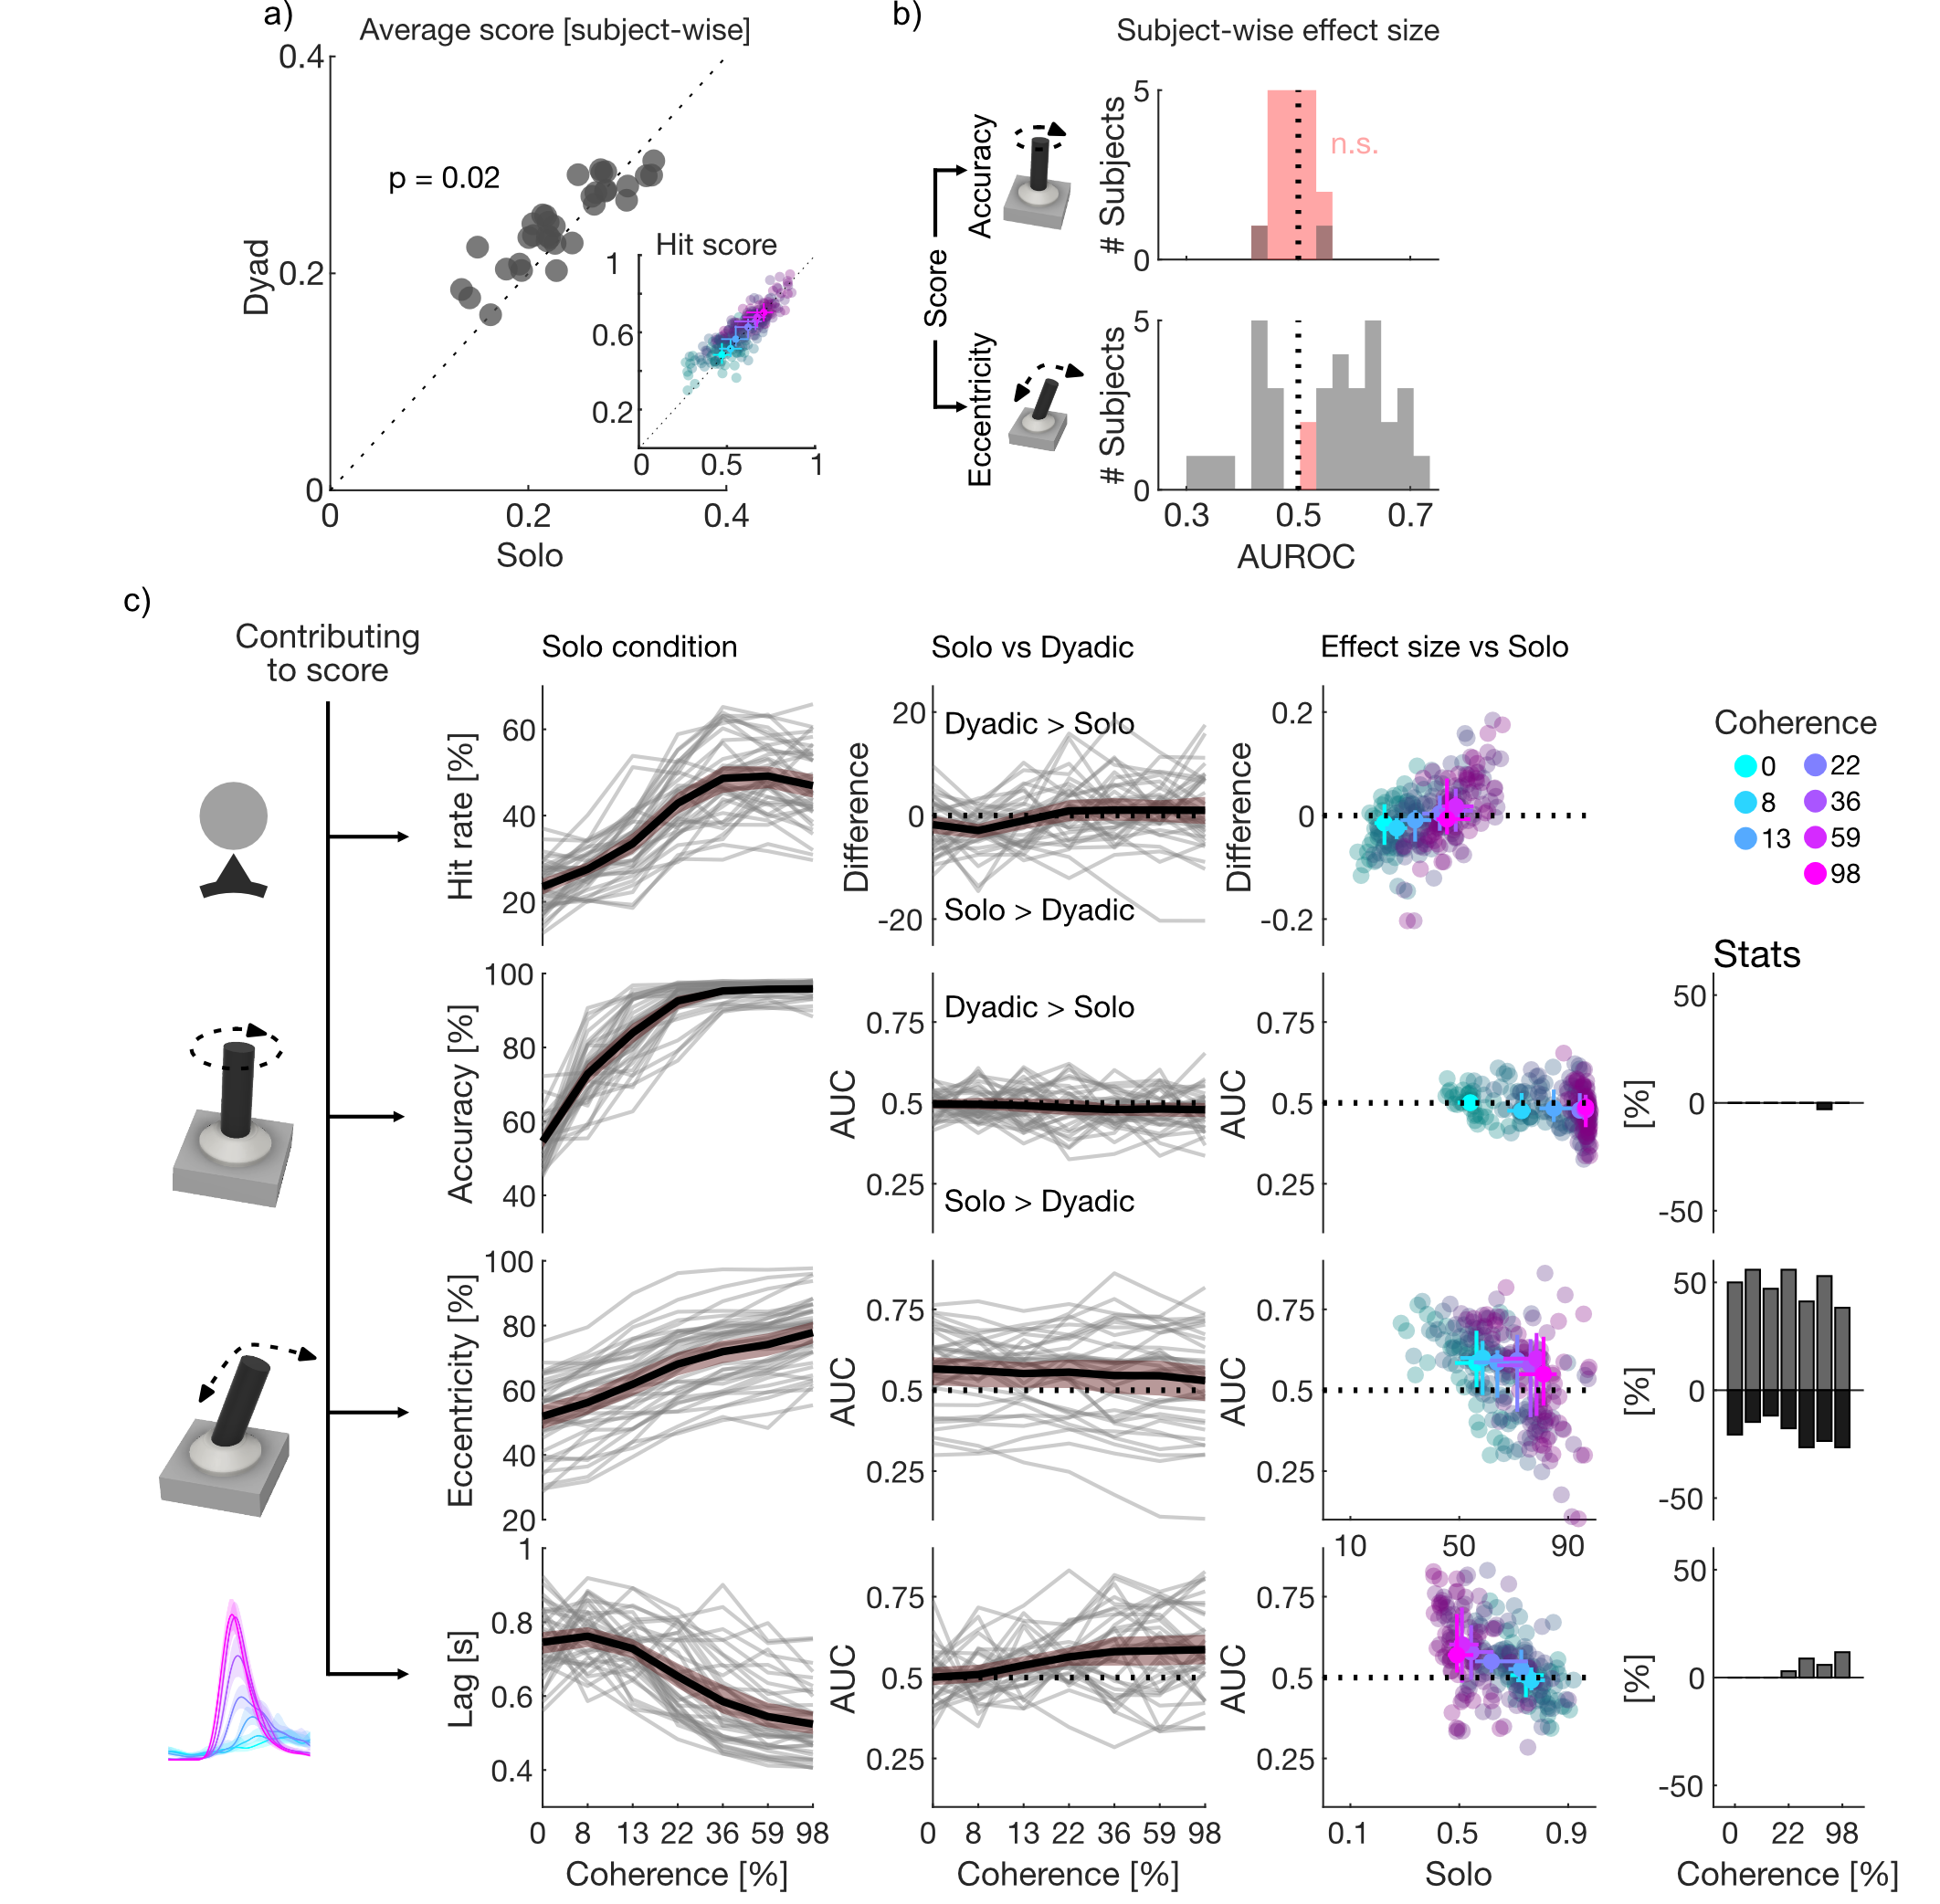 a)
Average score [subject-wise]
0.4
0.2
0
p = 0.02
Dyad
Hit score
1
0.6
0.2
0 0.5 1
0 0.2 0.4
Solo
b)
Subject-wise effect size
Score
Accuracy
# Subjects
5
0
n.s.
Eccentricity
# Subjects
5
0
0.3 0.5 0.7
AUROC
c)
Contributing
to score
Solo condition
Solo vs Dyadic
Effect size vs Solo
Hit rate [%]
60
40
20
Difference
20
0
-20
Dyadic > Solo
Solo > Dyadic
Difference
0.2
0
-0.2
Coherence
0 22
8 36
13 59
98
Stats
Accuracy [%]
100
80
60
40
AUC
0.75
0.5
0.25
Dyadic > Solo
Solo > Dyadic
AUC
0.75
0.5
0.25
[%]
50
0
-50
Eccentricity [%]
100
80
60
40
20
AUC
0.75
0.5
0.25
AUC
0.75
0.5
0.25
10 50 90
[%]
50
0
-50
Lag [s]
1
0.8
0.6
0.4
0 8 13 22 36 59 98
Coherence [%]
AUC
0.75
0.5
0.25
0 8 13 22 36 59 98
Coherence [%]
AUC
0.75
0.5
0.25
0.1 0.5 0.9
Solo
[%]
50
0
-50
0 22 98
Coherence [%]